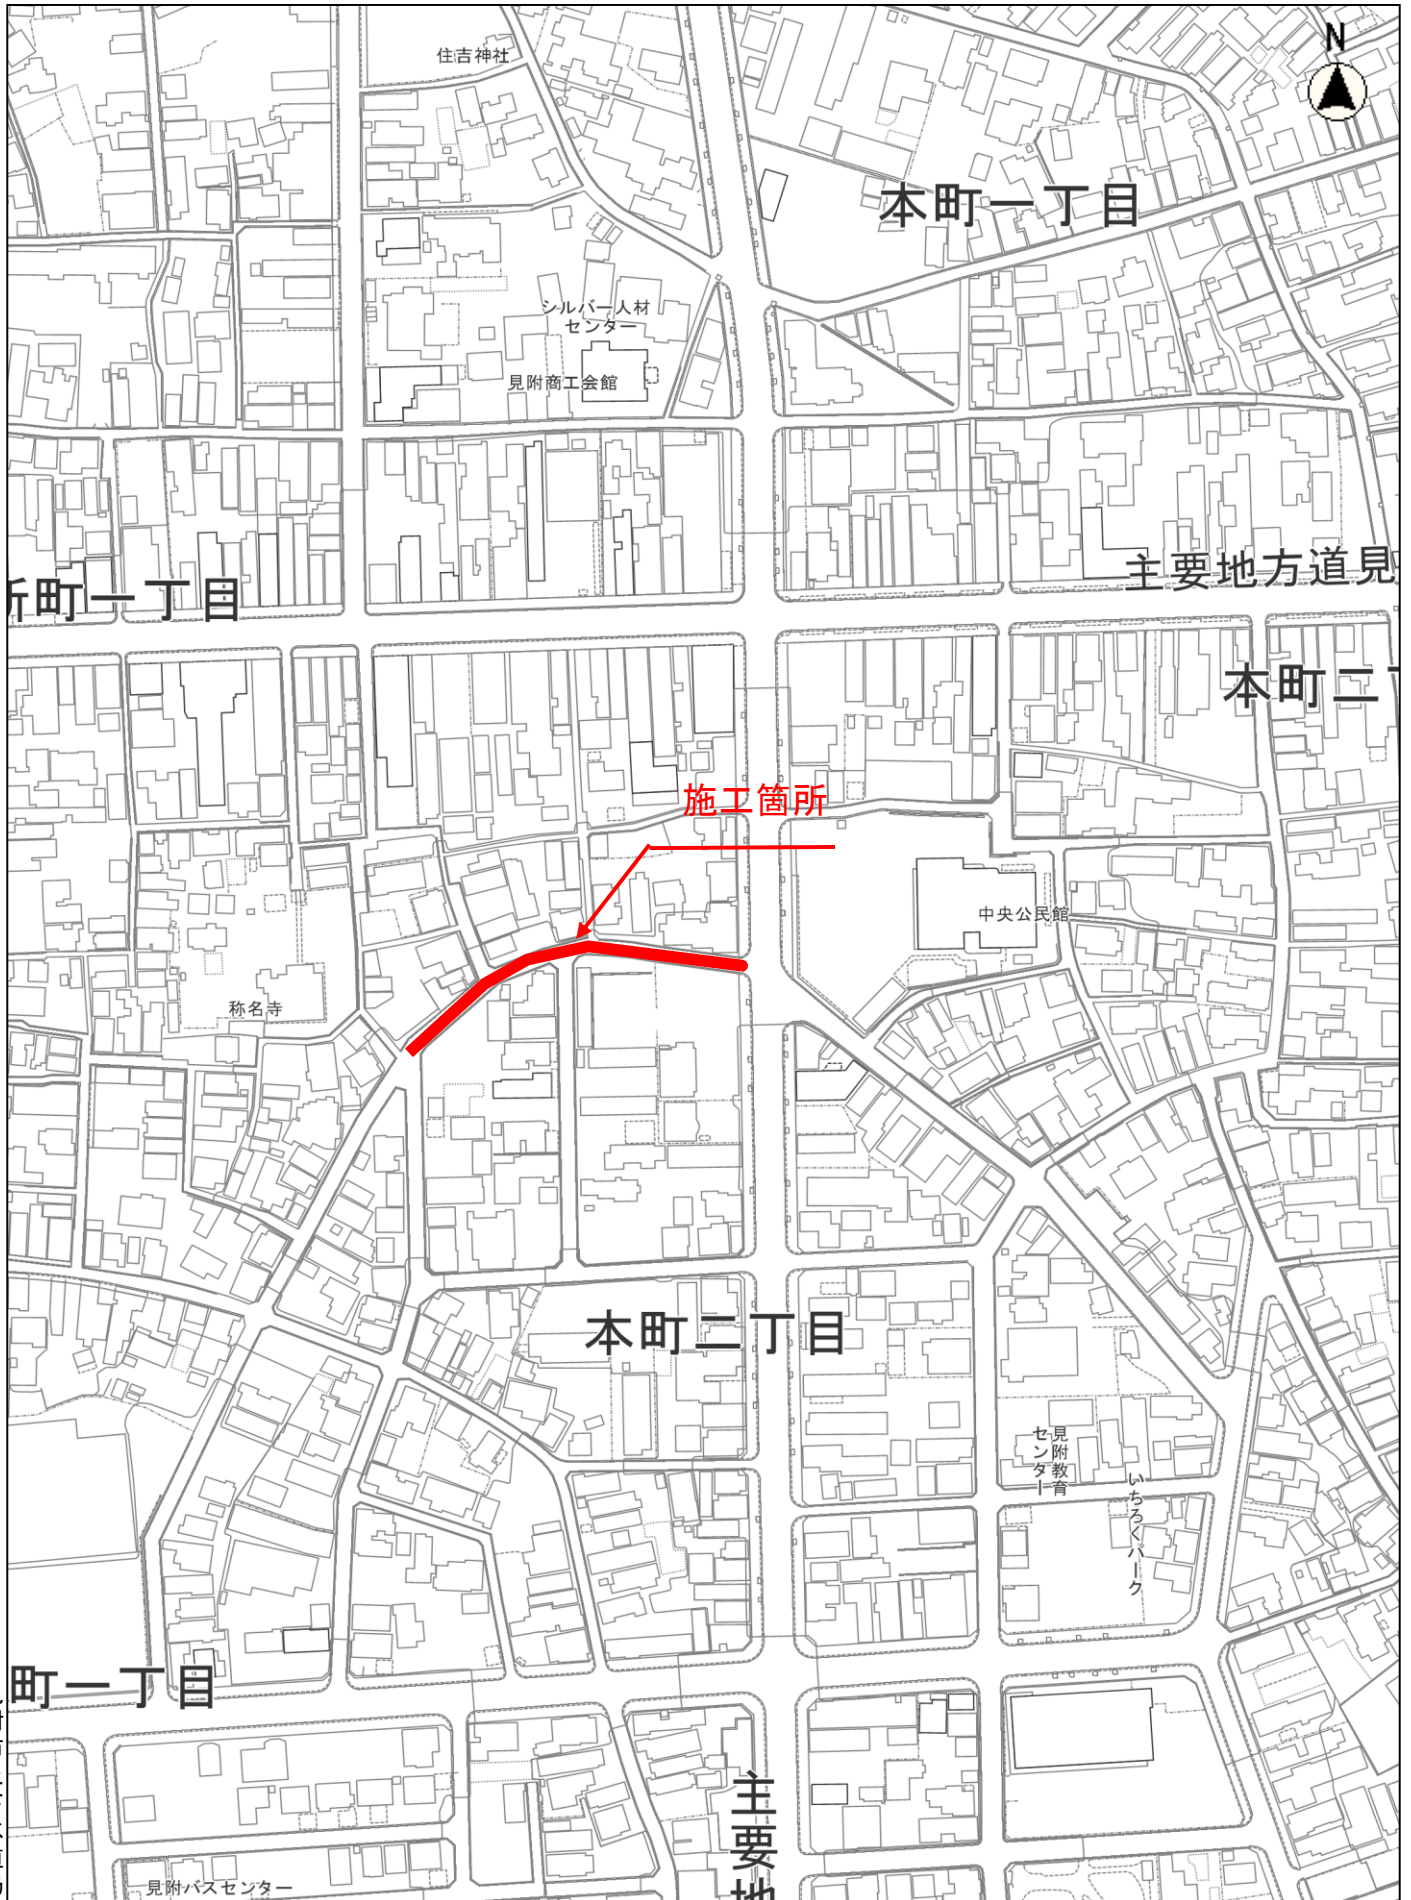 住吉神社
N
本町一丁目
シルバー人材
センター
見附商工会館
主要地方道見
町一丁目
本町二
施工箇所
中央公民館
称名寺
本町二丁目
見附教育
センター
いちろくパーク
町一丁目
主要地
見附バスセンター